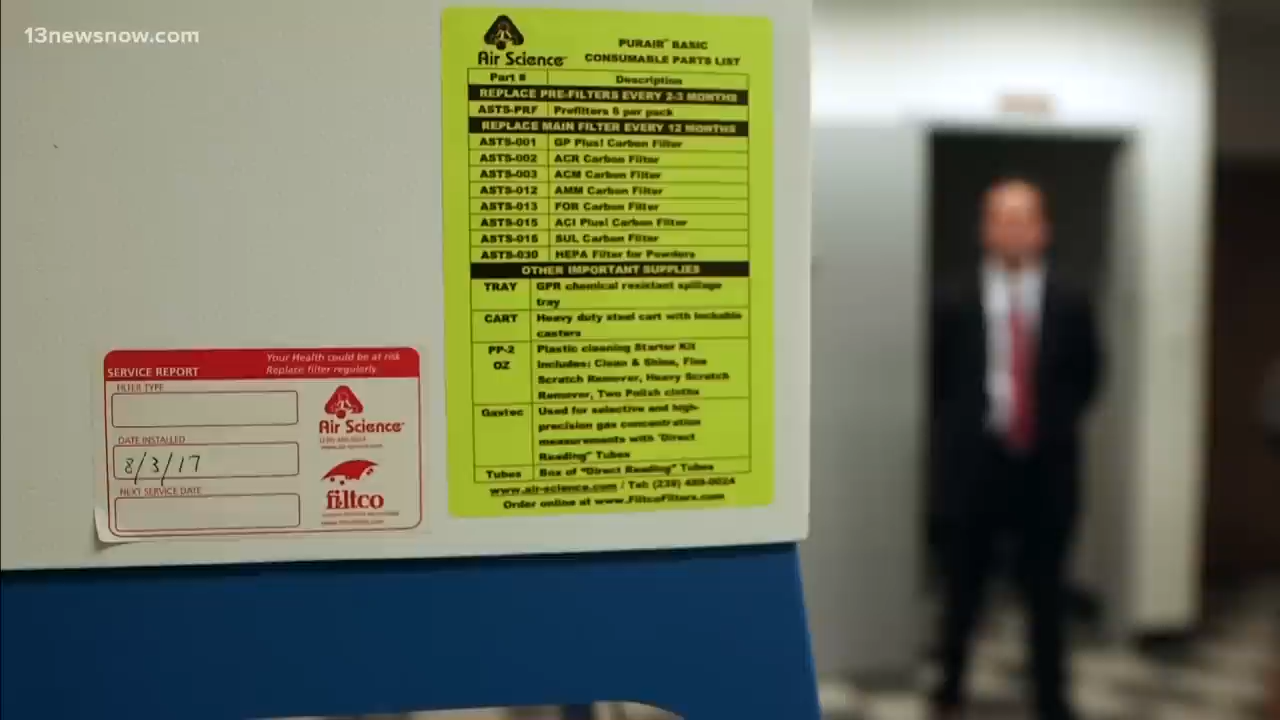 13newsnow.com
Air Science
PURAIR™ BASIC
CONSUMABLE PARTS LIST
Part # Description
REPLACE PRE-FILTERS EVERY 2-3 MONTHS
ASTS-PRF Prefilters 6 per pack
REPLACE MAIN FILTER EVERY 12 MONTHS
ASTS-001 GP Plus! Carbon Filter
ASTS-002 ACR Carbon Filter
ASTS-003 ACM Carbon Filter
ASTS-012 AMM Carbon Filter
ASTS-013 FOR Carbon Filter
ASTS-015 ACI Plus! Carbon Filter
ASTS-016 SUL Carbon Filter
ASTS-030 HEPA Filter for Powders
OTHER IMPORTANT SUPPLIES
TRAY GPR chemical resistant spillage
tray
CART Heavy duty steel cart with lockable
casters
PP-2 Plastic cleaning Starter Kit
OZ Includes: Clean & Shine, Fine
Scratch Remover, Heavy Scratch
Remover, Two Polish cloths
Gastec Used for selective and high-
precision gas concentration
measurements with "Direct
Reading" Tubes
Tubes Box of "Direct Reading" Tubes
www.air-science.com / Tel: (239) 489-0024
Order online at www.FiltcoFilters.com
SERVICE REPORT
Your Health could be at risk
Replace filter regularly.
FILTER TYPE
Air Science
DATE INSTALLED
8/3/17
NEXT SERVICE DATE
filtco